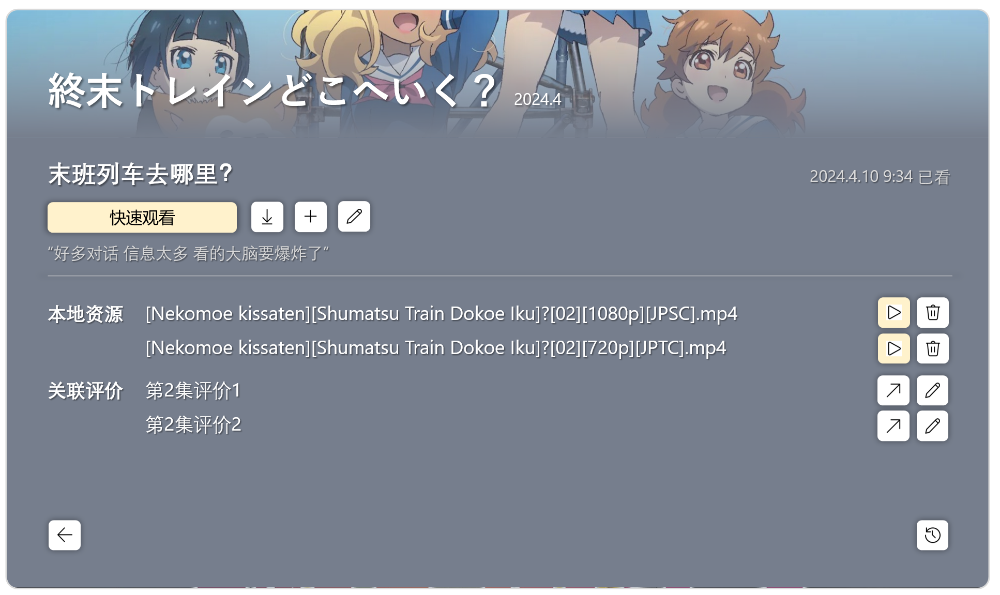 終末トレインどこへいく？ 2024.4
末班列车去哪里？
2024.4.10 9:34 已看
快速观看
“好多对话 信息太多 看的大脑要爆炸了”
本地资源 [Nekomoe kissaten][Shumatsu Train Dokoe Iku]?[02][1080p][JPSC].mp4
[Nekomoe kissaten][Shumatsu Train Dokoe Iku]?[02][720p][JPTC].mp4
关联评价 第2集评价1
第2集评价2